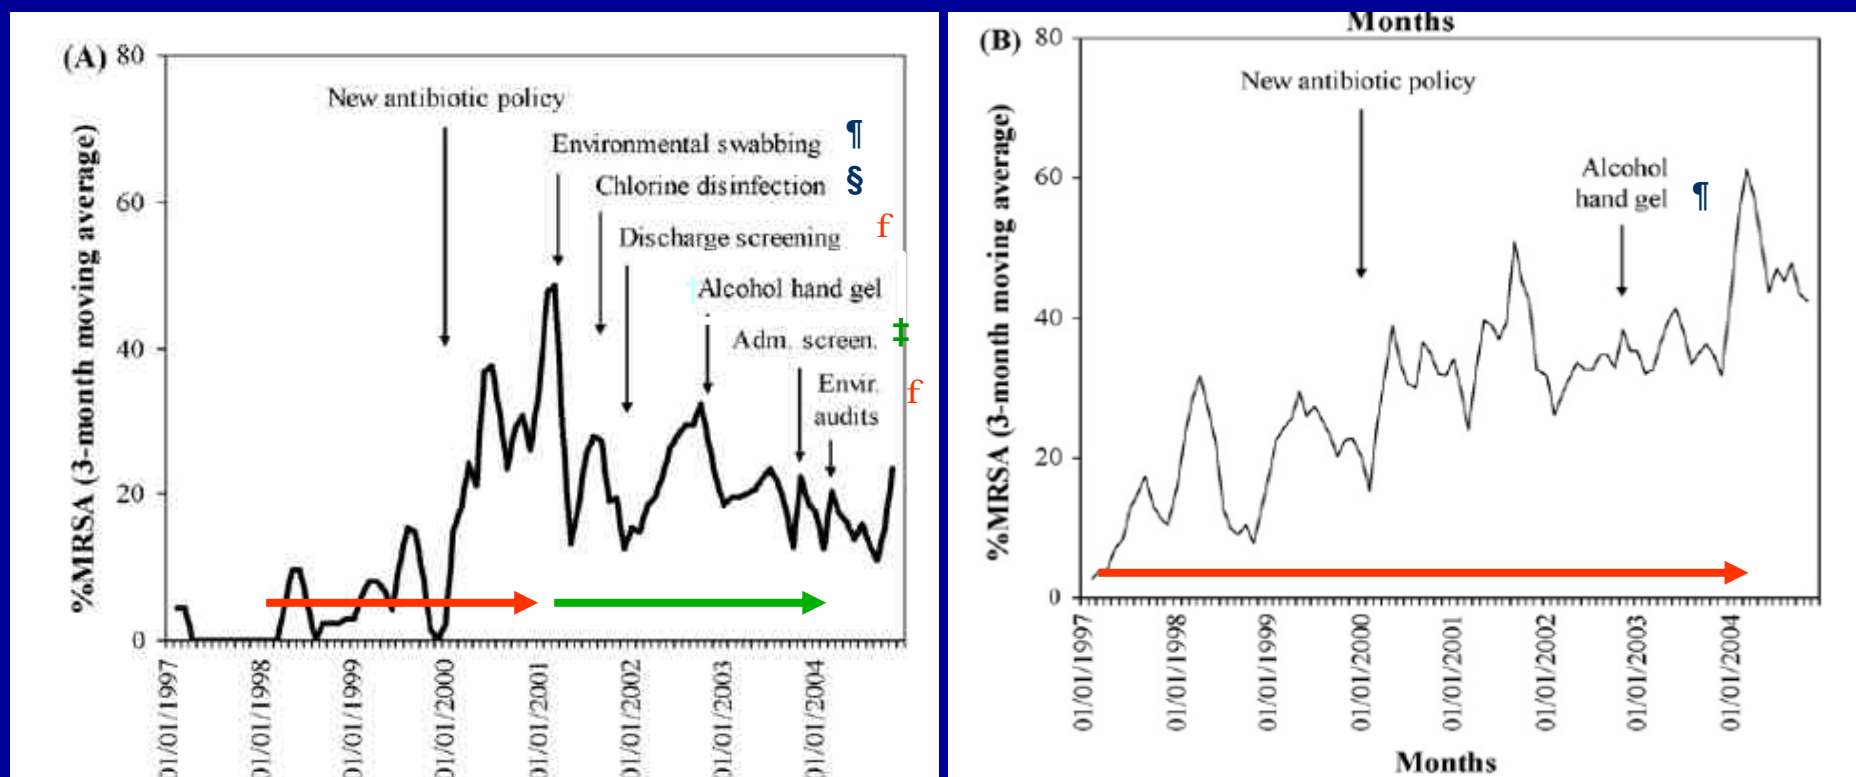 (A)
80
60
40
20
0
%MRSA (3-month moving average)
New antibiotic policy
Environmental swabbing ¶
Chlorine disinfection §
Discharge screening f
†Alcohol hand gel
Adm. screen. ‡
Envir. f
audits
01/01/1997
01/01/1998
01/01/1999
01/01/2000
01/01/2001
01/01/2002
01/01/2003
01/01/2004
Months
(B)
80
60
40
20
0
%MRSA (3-month moving average)
New antibiotic policy
Alcohol
hand gel ¶
01/01/1997
01/01/1998
01/01/1999
01/01/2000
01/01/2001
01/01/2002
01/01/2003
01/01/2004
Months